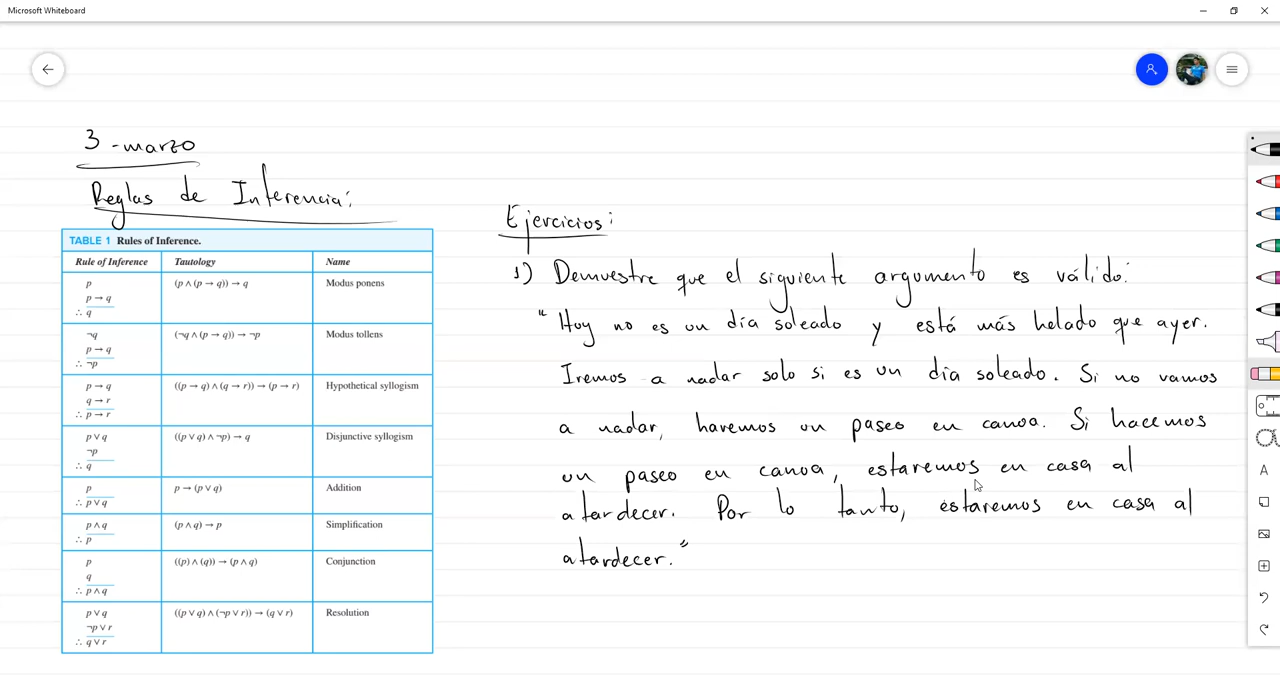 Microsoft Whiteboard
3 -marzo
Reglas de Inferencia:
TABLE 1 Rules of Inference.
Rule of Inference Tautology Name
p
p → q
∴ q
(p ∧ (p → q)) → q
Modus ponens
¬q
p → q
∴ ¬p
(¬q ∧ (p → q)) → ¬p
Modus tollens
p → q
q → r
∴ p → r
((p → q) ∧ (q → r)) → (p → r)
Hypothetical syllogism
p ∨ q
¬p
∴ q
((p ∨ q) ∧ ¬p) → q
Disjunctive syllogism
p
∴ p ∨ q
p → (p ∨ q)
Addition
p ∧ q
∴ p
(p ∧ q) → p
Simplification
p
q
∴ p ∧ q
((p) ∧ (q)) → (p ∧ q)
Conjunction
p ∨ q
¬p ∨ r
∴ q ∨ r
((p ∨ q) ∧ (¬p ∨ r)) → (q ∨ r)
Resolution
Ejercicios:
1) Demuestre que el siguiente argumento es válido:
" Hoy no es un día soleado y está más helado que ayer.
Iremos a nadar solo si es un día soleado. Si no vamos
a nadar, haremos un paseo en canoa. Si hacemos
un paseo en canoa, estaremos en casa al
atardecer. Por lo tanto, estaremos en casa al
atardecer."
A